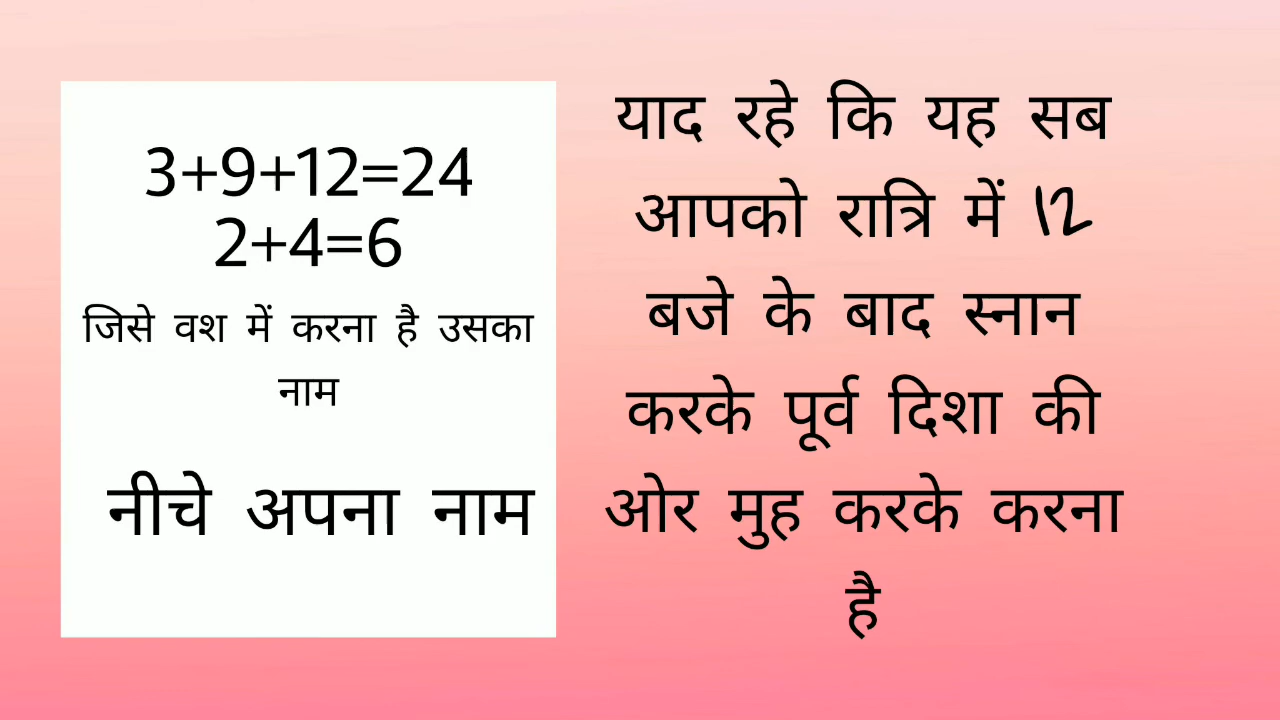 3+9+12=24
2+4=6
जिसे वश में करना है उसका
नाम
नीचे अपना नाम
याद रहे कि यह सब
आपको रात्रि में 12
बजे के बाद स्नान
करके पूर्व दिशा की
ओर मुह करके करना
है